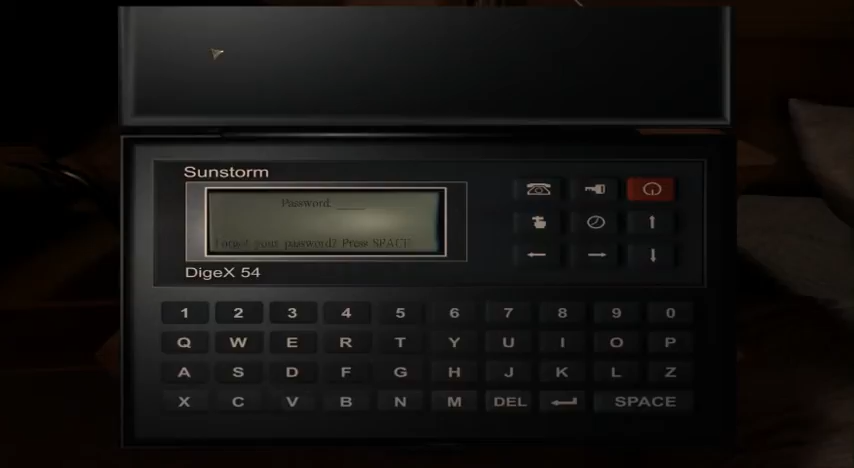 Sunstorm
Password: ____
Forgot your password? Press SPACE
DigeX 54
1 2 3 4 5 6 7 8 9 0
Q W E R T Y U I O P
A S D F G H J K L Z
X C V B N M DEL SPACE